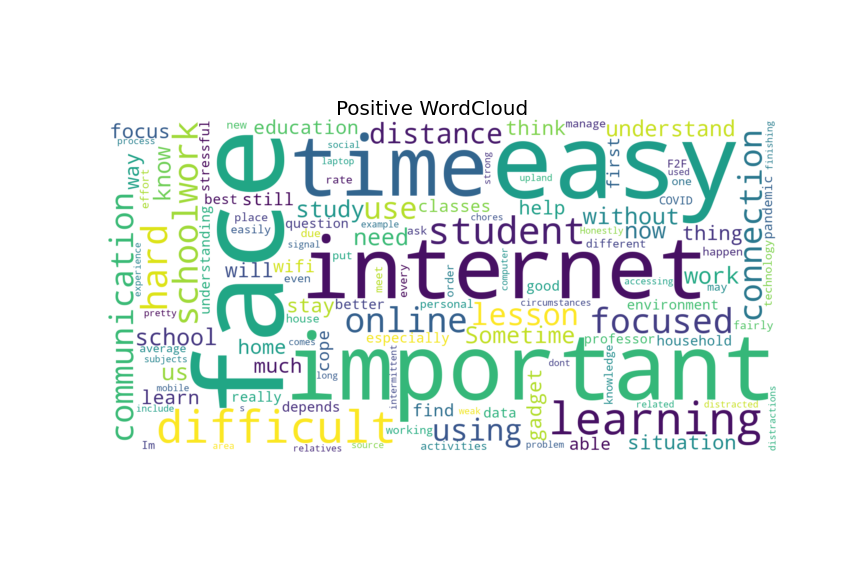 Positive WordCloud
focus
process
schoolwork
stressful
new
education
social
laptop
distance
think
manage
understand
finishing
way
effort
know
best
still
rate
time
strong
easy
upland
first
F2F
used
one
COVID
pandemic
connection
face
place
easily
question
example
due
signal
study
use
classes
chores
help
Honestly
different
without
now
thing
happen
communication
experience
hard
understanding
will
wifi
even
need
ask
student
internet
put
meet
every
order
computer
good
accessing
work
may
technology
pretty
stay
house
better
personal
circumstances
environment
fairly
school
average
subjects
home
comes
cope
long
online
especially
lesson
Sometime
focused
professor
household
us
mobile
learn
include
much
really
s
depends
important
intermittent
dont
knowledge
difficult
Im
area
relatives
source
find
weak
data
working
using
activities
gadget
problem
learning
able
related
distracted
situation
distractions